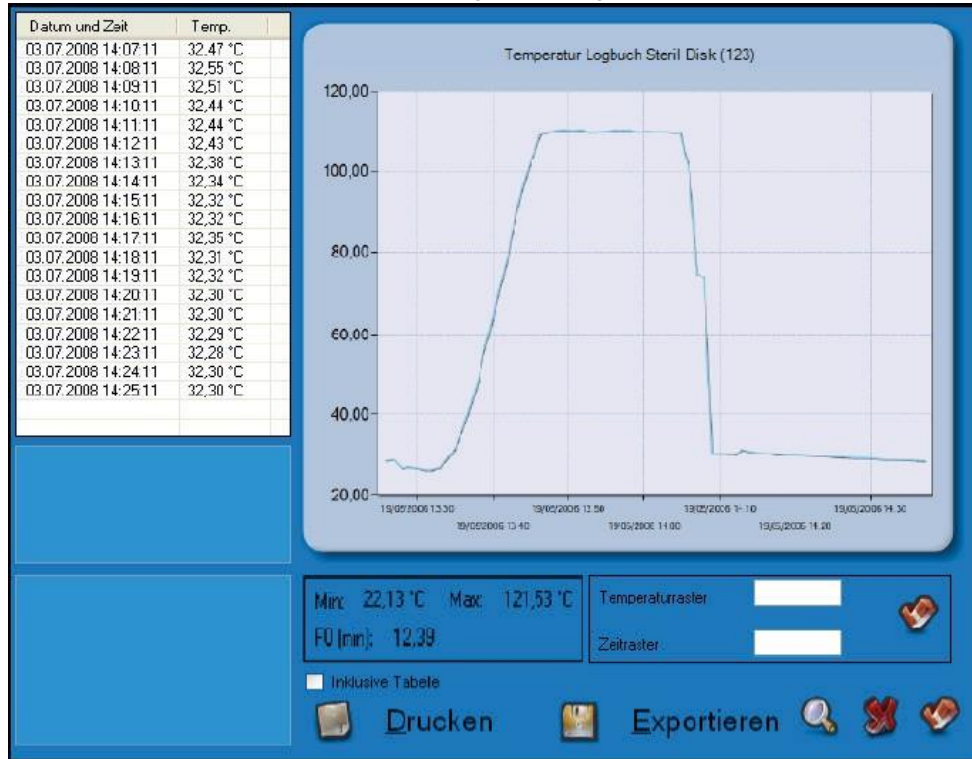 Datum und Zeit Temp.
03.07.2008 14:07:11 32.47 °C
03.07.2008 14:08:11 32,55 °C
03.07.2008 14:09:11 32,51 °C
03.07.2008 14:10:11 32,44 °C
03.07.2008 14:11:11 32,44 °C
03.07.2008 14:12:11 32,43 °C
03.07.2008 14:13:11 32,38 °C
03.07.2008 14:14:11 32,34 °C
03.07.2008 14:15:11 32,32 °C
03.07.2008 14:16:11 32,32 °C
03.07.2008 14:17:11 32,35 °C
03.07.2008 14:18:11 32,31 °C
03.07.2008 14:19:11 32,32 °C
03.07.2008 14:20:11 32,30 °C
03.07.2008 14:21:11 32,30 °C
03.07.2008 14:22:11 32,29 °C
03.07.2008 14:23:11 32,28 °C
03.07.2008 14:24:11 32,30 °C
03.07.2008 14:25:11 32,30 °C
Temperatur Logbuch Steril Disk (123)
120,00
100,00
80,00
60,00
40,00
20,00
19/05/2006 13:30 19/05/2006 13:50 19/05/2006 14:10 19/05/2006 14:30
19/05/2006 13:40 19/05/2006 14:00 19/05/2006 14:20
Min: 22,13 °C Max: 121,53 °C
F0 (min): 12,39
Temperaturraster
Zeitraster
Inklusive Tabele
Drucken Exportieren